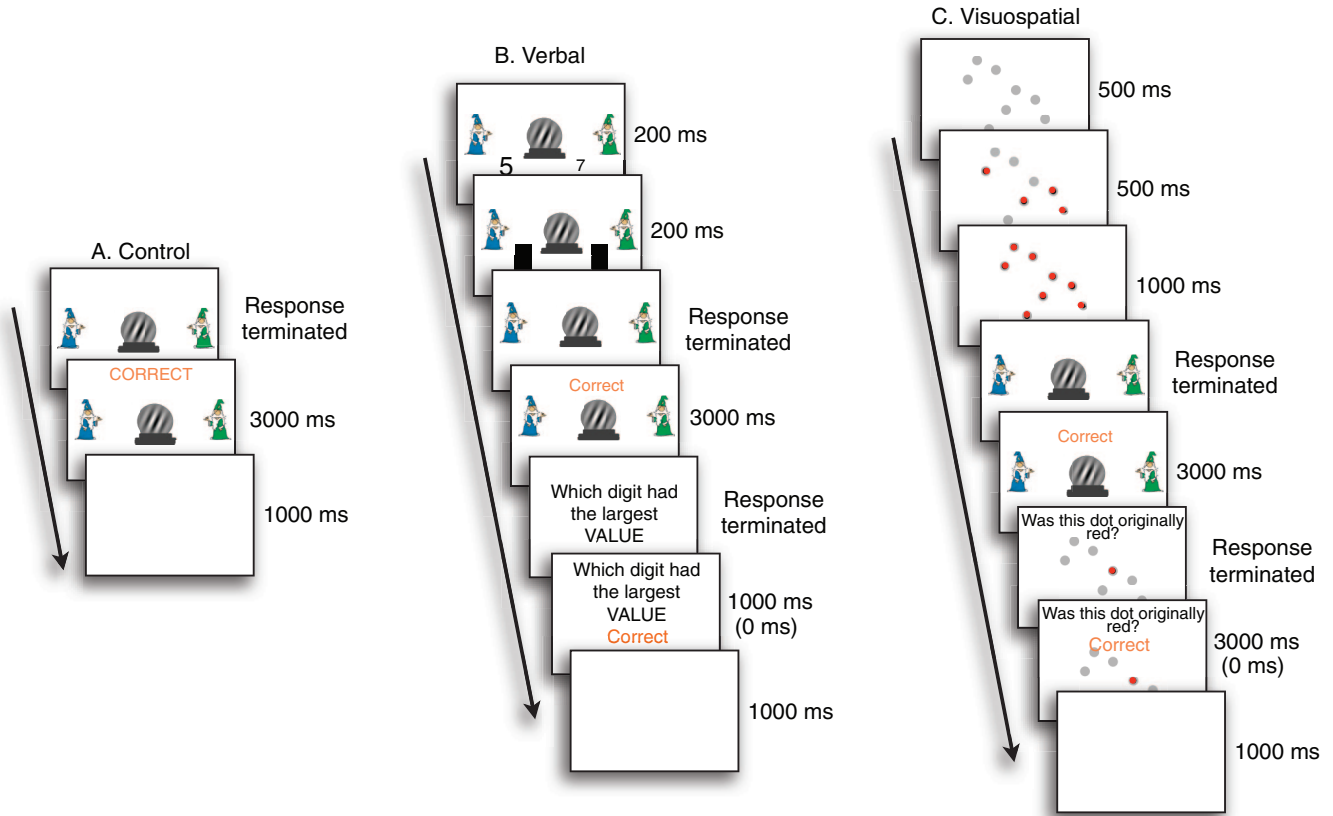 A. Control
Response
terminated
CORRECT
3000 ms
1000 ms
B. Verbal
200 ms
5 7
200 ms
Response
terminated
Correct
3000 ms
Which digit had
the largest
VALUE
Response
terminated
Which digit had
the largest
VALUE
Correct
1000 ms
(0 ms)
1000 ms
C. Visuospatial
500 ms
500 ms
1000 ms
Response
terminated
Correct
3000 ms
Was this dot originally
red?
Response
terminated
Was this dot originally
red?
Correct
3000 ms
(0 ms)
1000 ms